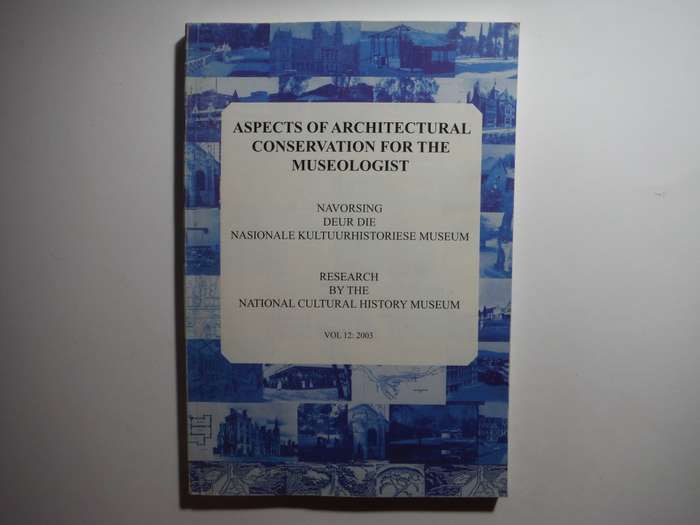 ASPECTS OF ARCHITECTURAL
CONSERVATION FOR THE
MUSEOLOGIST
NAVORSING
DEUR DIE
NASIONALE KULTUURHISTORIESE MUSEUM
RESEARCH
BY THE
NATIONAL CULTURAL HISTORY MUSEUM
VOL 12: 2003